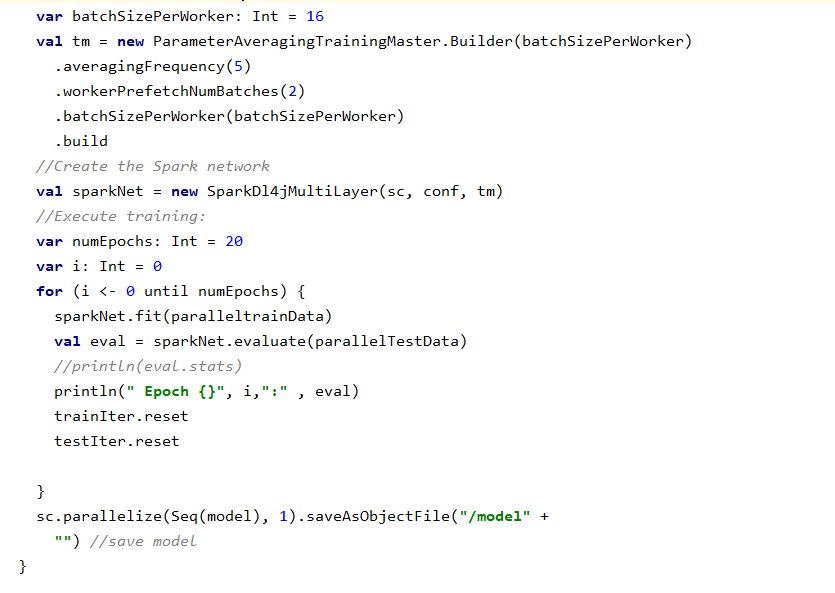 var batchSizePerWorker: Int = 16
val tm = new ParameterAveragingTrainingMaster.Builder(batchSizePerWorker)
.averagingFrequency(5)
.workerPrefetchNumBatches(2)
.batchSizePerWorker(batchSizePerWorker)
.build
//Create the Spark network
val sparkNet = new SparkDl4jMultiLayer(sc, conf, tm)
//Execute training:
var numEpochs: Int = 20
var i: Int = 0
for (i <- 0 until numEpochs) {
sparkNet.fit(paralleltrainData)
val eval = sparkNet.evaluate(parallelTestData)
//println(eval.stats)
println(" Epoch {}", i,":" , eval)
trainIter.reset
testIter.reset
}
sc.parallelize(Seq(model), 1).saveAsObjectFile("/model" +
"") //save model
}